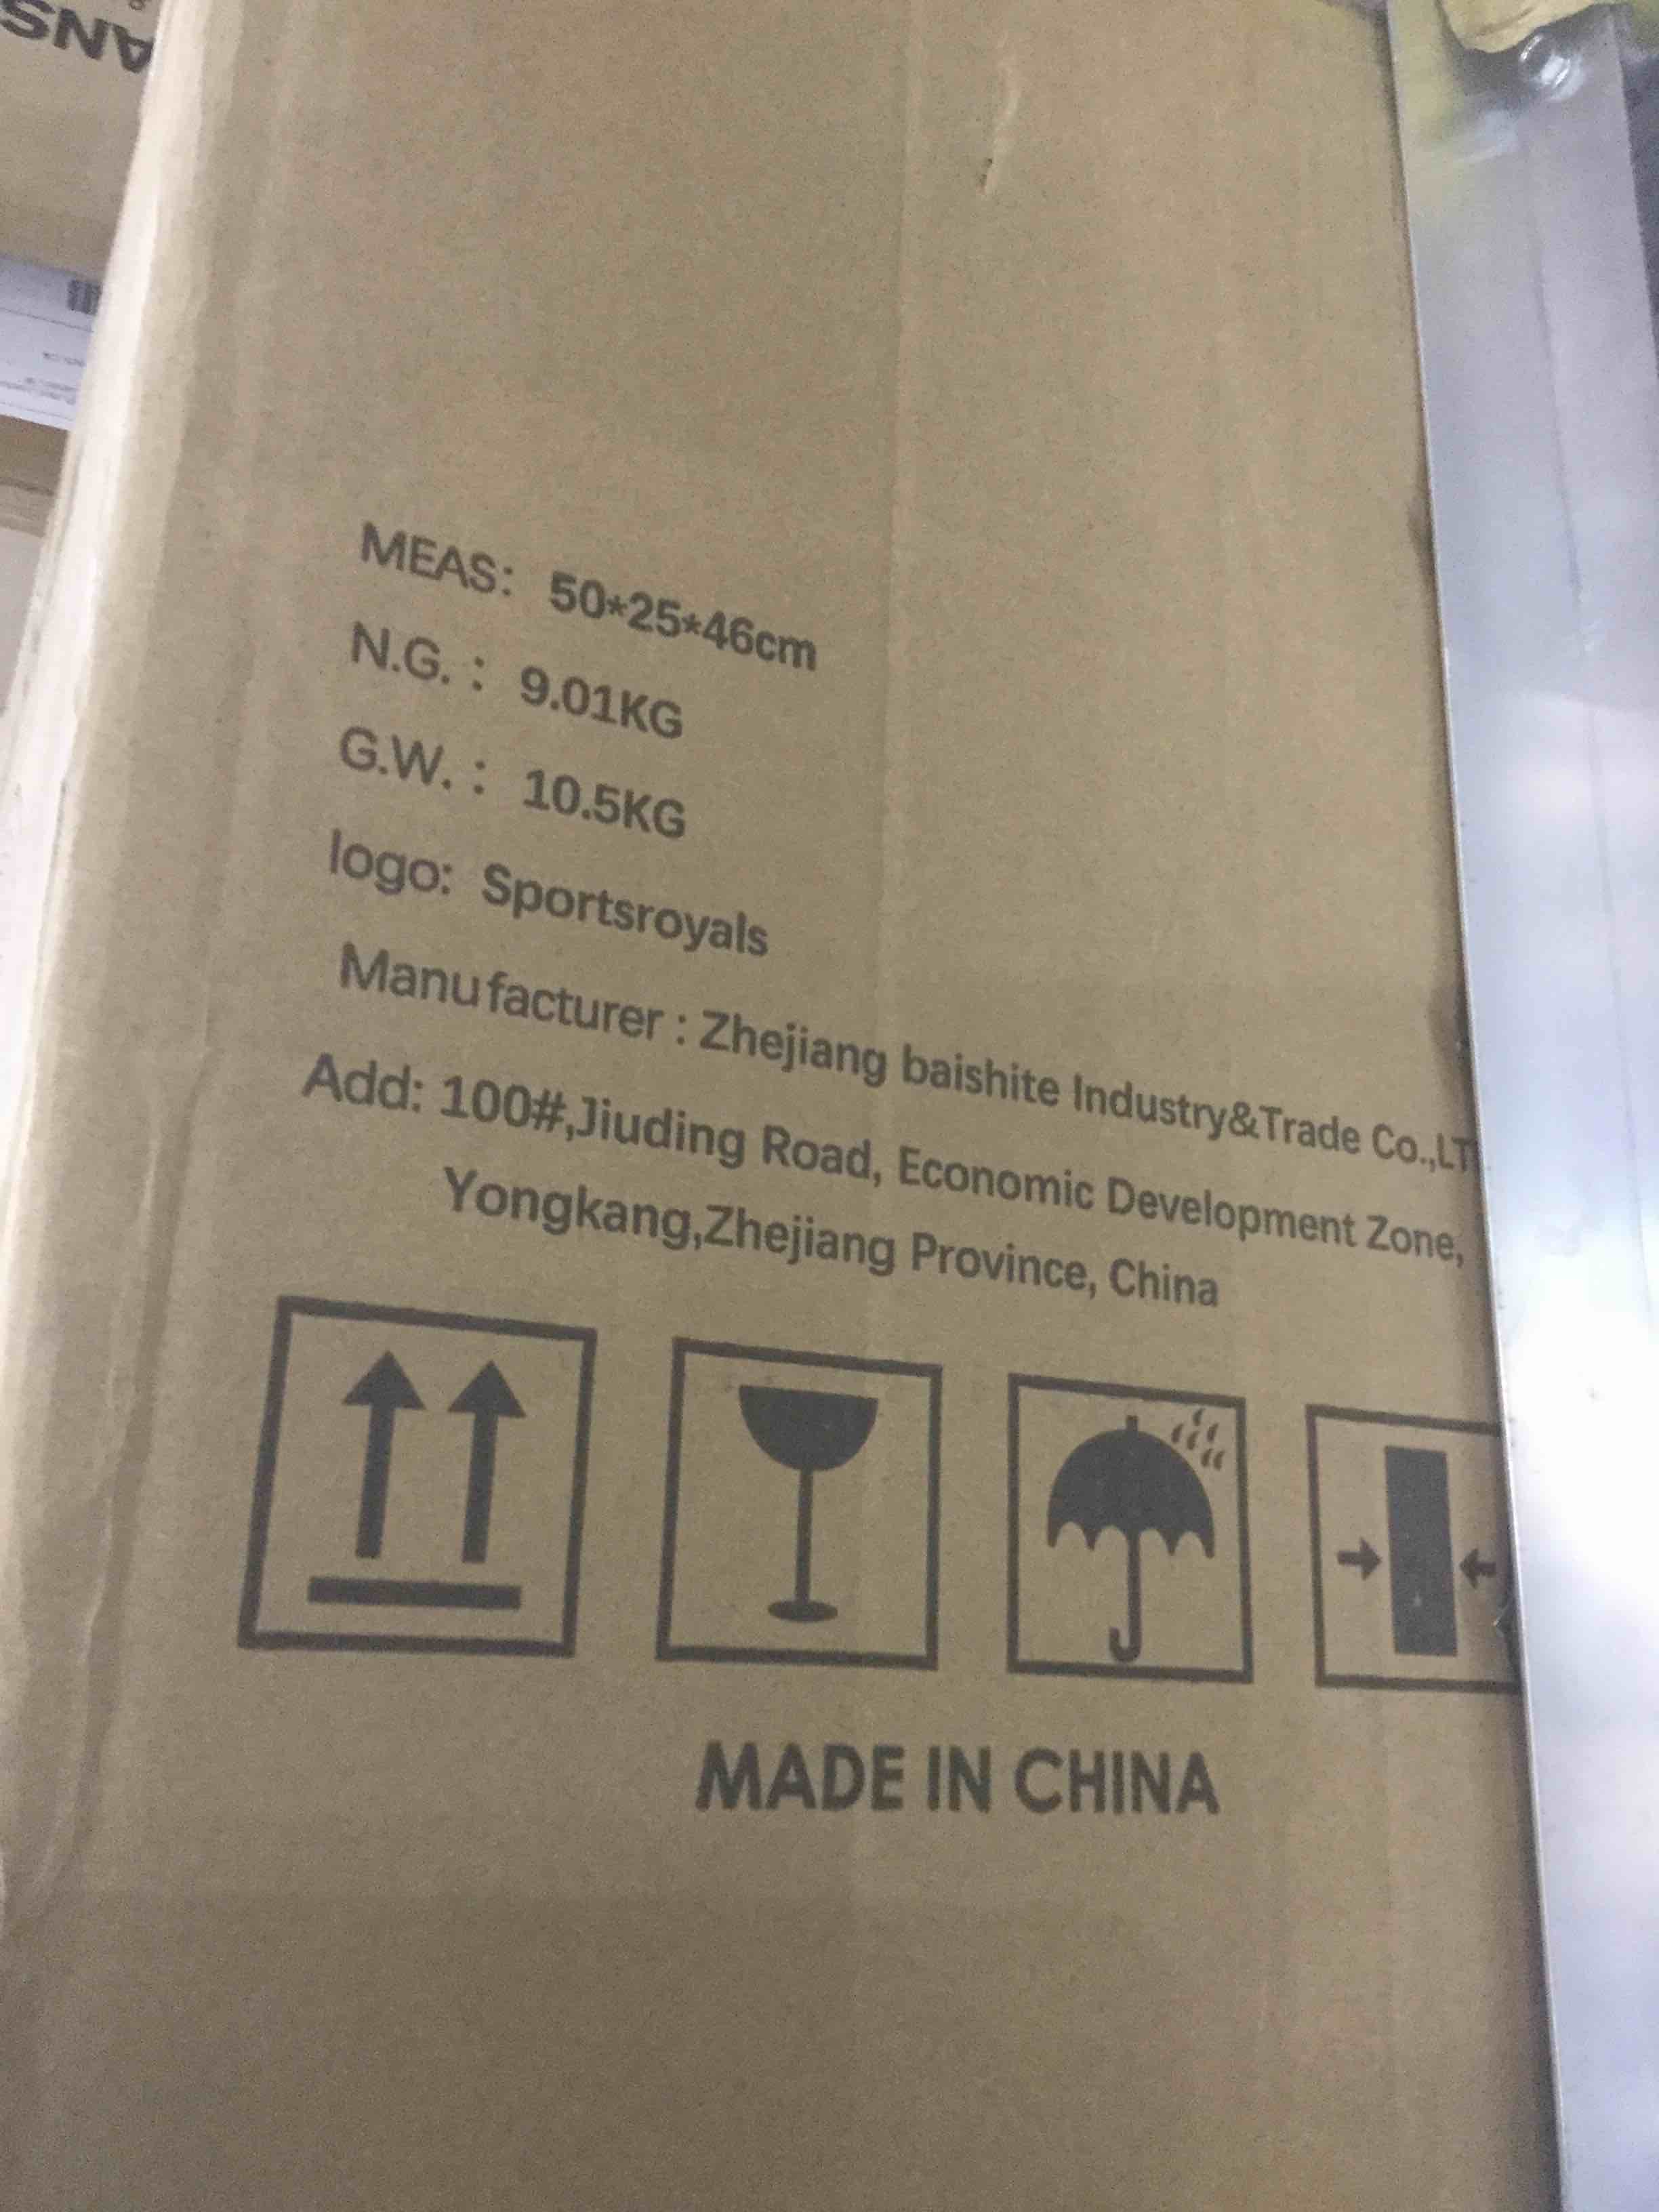 ANS
MEAS: 50*25*46cm
N.G. : 9.01KG
G.W. : 10.5KG
logo: Sportsroyals
Manufacturer : Zhejiang baishite Industry&Trade Co.,LT
Add: 100#,Jiuding Road, Economic Development Zone,
Yongkang,Zhejiang Province, China
MADE IN CHINA